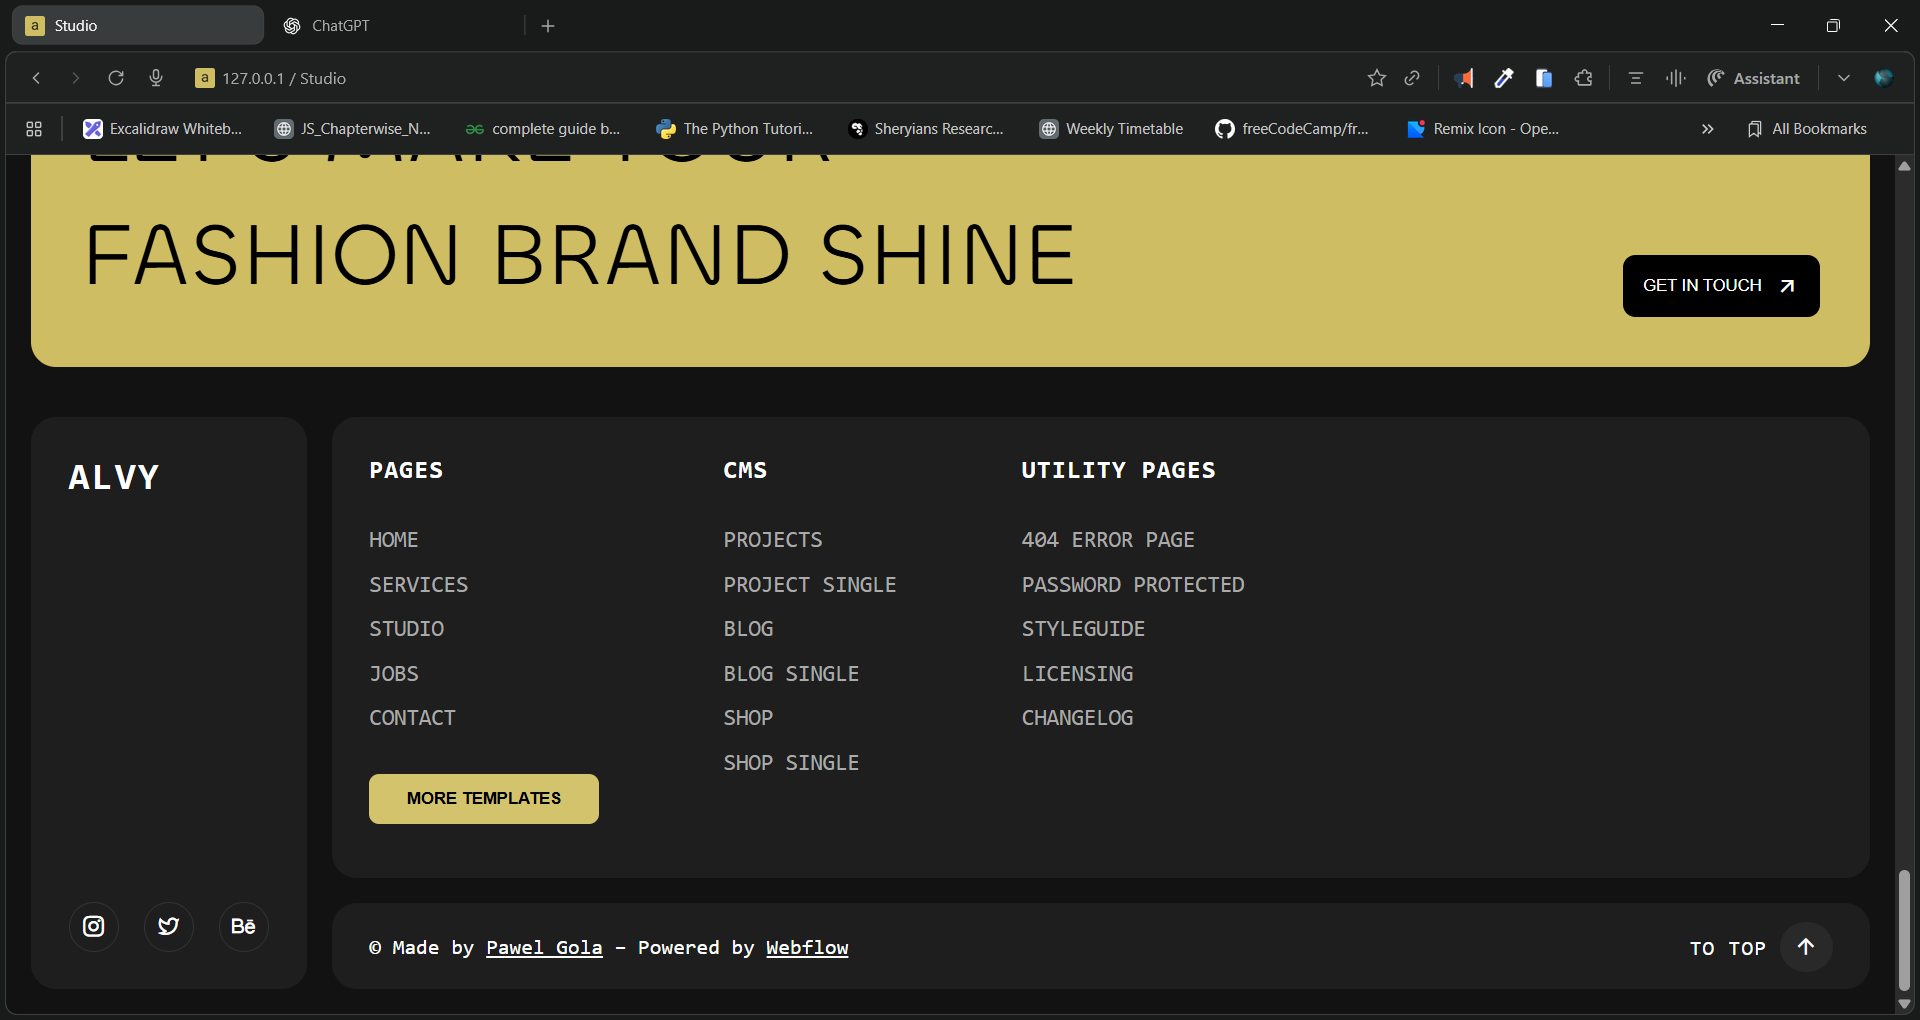 a Studio
ChatGPT
a 127.0.0.1 / Studio
Assistant
Excalidraw Whiteb...
JS_Chapterwise_N...
complete guide b...
The Python Tutori...
Sheryians Researc...
Weekly Timetable
freeCodeCamp/fr...
Remix Icon - Ope...
All Bookmarks
LET'S MAKE YOUR
FASHION BRAND SHINE
GET IN TOUCH
ALVY
PAGES
HOME
SERVICES
STUDIO
JOBS
CONTACT
MORE TEMPLATES
CMS
PROJECTS
PROJECT SINGLE
BLOG
BLOG SINGLE
SHOP
SHOP SINGLE
UTILITY PAGES
404 ERROR PAGE
PASSWORD PROTECTED
STYLEGUIDE
LICENSING
CHANGELOG
Bē
© Made by Pawel Gola – Powered by Webflow
TO TOP